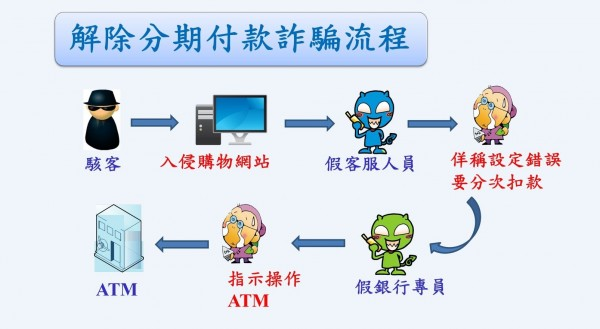 解除分期付款詐騙流程
駭客
入侵購物網站
假客服人員
佯稱設定錯誤
要分次扣款
假銀行專員
指示操作
ATM
ATM